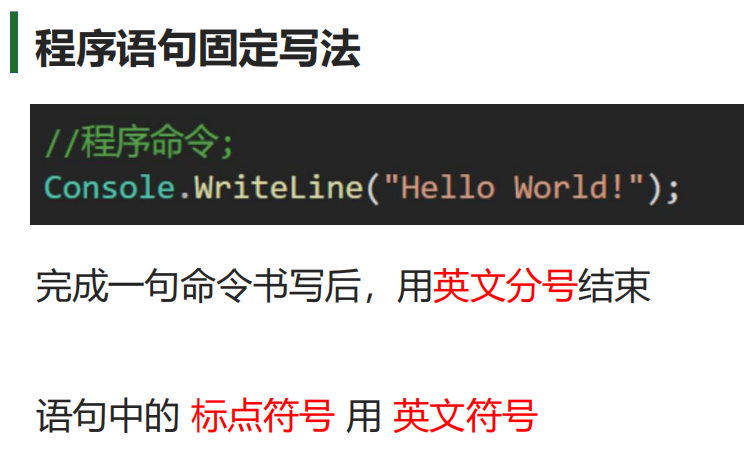 程序语句固定写法
//程序命令;
Console.WriteLine("Hello World!");
完成一句命令书写后，用英文分号结束
语句中的 标点符号 用 英文符号